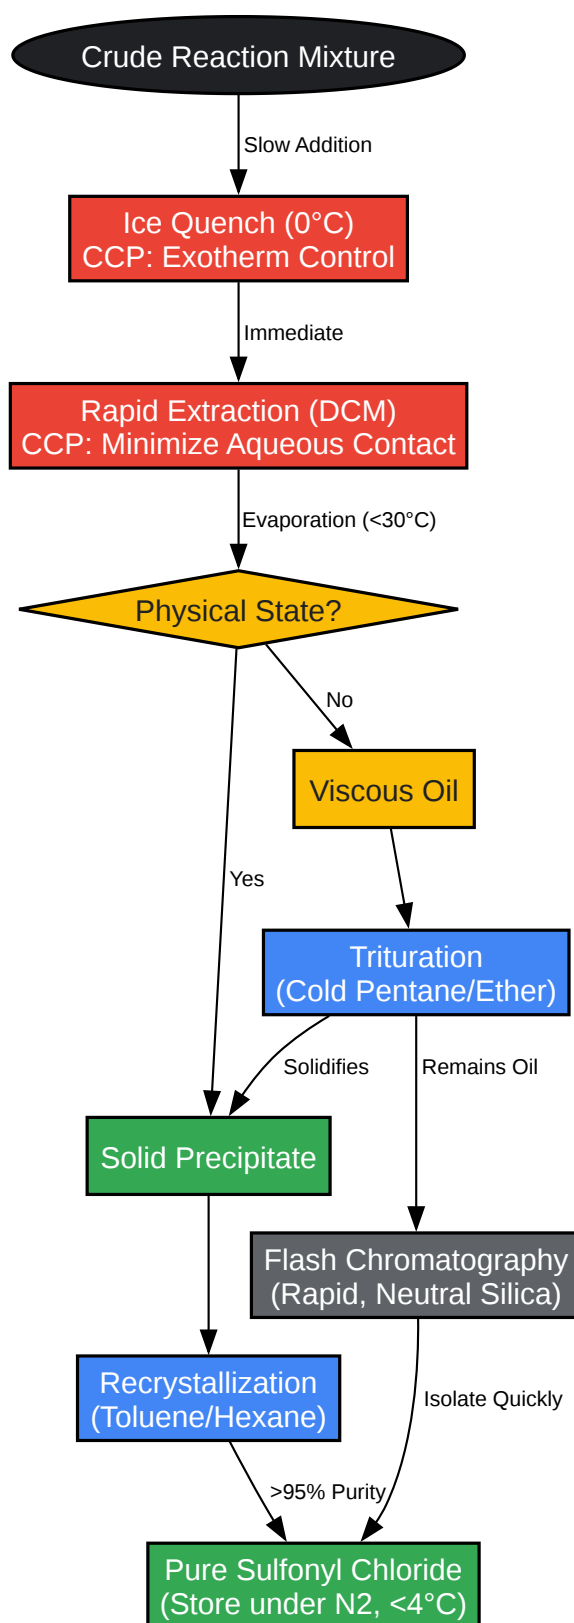 Crude Reaction Mixture
Slow Addition
Ice Quench (0°C)
CCP: Exotherm Control
Immediate
Rapid Extraction (DCM)
CCP: Minimize Aqueous Contact
Evaporation (<30°C)
Physical State?
No
Viscous Oil
Yes
Trituration
(Cold Pentane/Ether)
Solidifies
Remains Oil
Solid Precipitate
Flash Chromatography
(Rapid, Neutral Silica)
Recrystallization
(Toluene/Hexane)
Isolate Quickly
>95% Purity
Pure Sulfonyl Chloride
(Store under N2, <4°C)